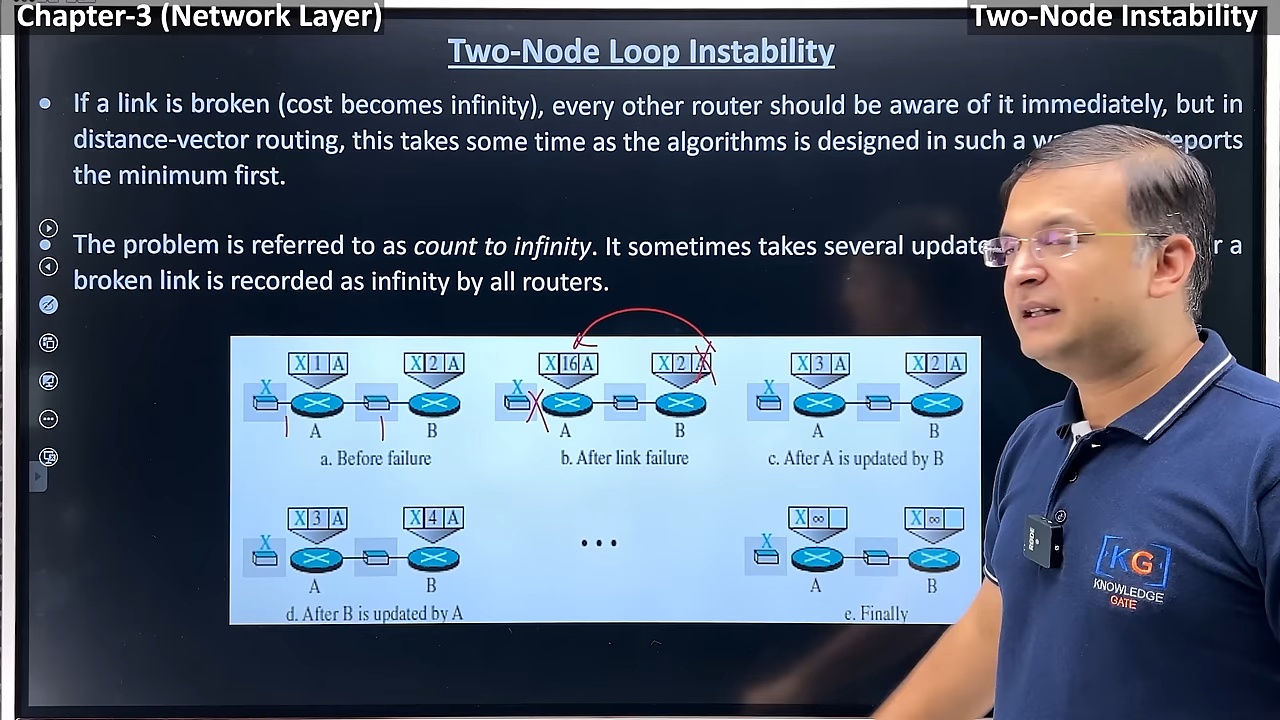 Chapter-3 (Network Layer)
Two-Node Instability
Two-Node Loop Instability
If a link is broken (cost becomes infinity), every other router should be aware of it immediately, but in
distance-vector routing, this takes some time as the algorithms is designed in such a
the minimum first.
The problem is referred to as count to infinity. It sometimes takes several a
broken link is recorded as infinity by all routers.
X 1 A
X 2 A
X 16 A
X 2
X 3 A
X 2 A
X
X
X
A
B
A
B
A
B
a. Before failure
b. After link failure
c. After A is updated by B
X 3 A
X 4 A
X ∞
X ∞
X
...
X
A
B
A
B
d. After B is updated by A
e. Finally
KG
KNOWLEDGE
GATE
RODE